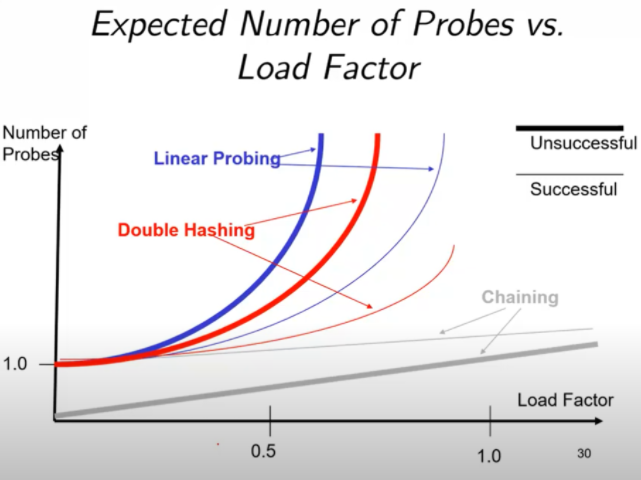 Expected Number of Probes vs.
Load Factor
Number of
Probes
Unsuccessful
Linear Probing
Successful
Double Hashing
Chaining
1.0
Load Factor
0.5
1.0
30